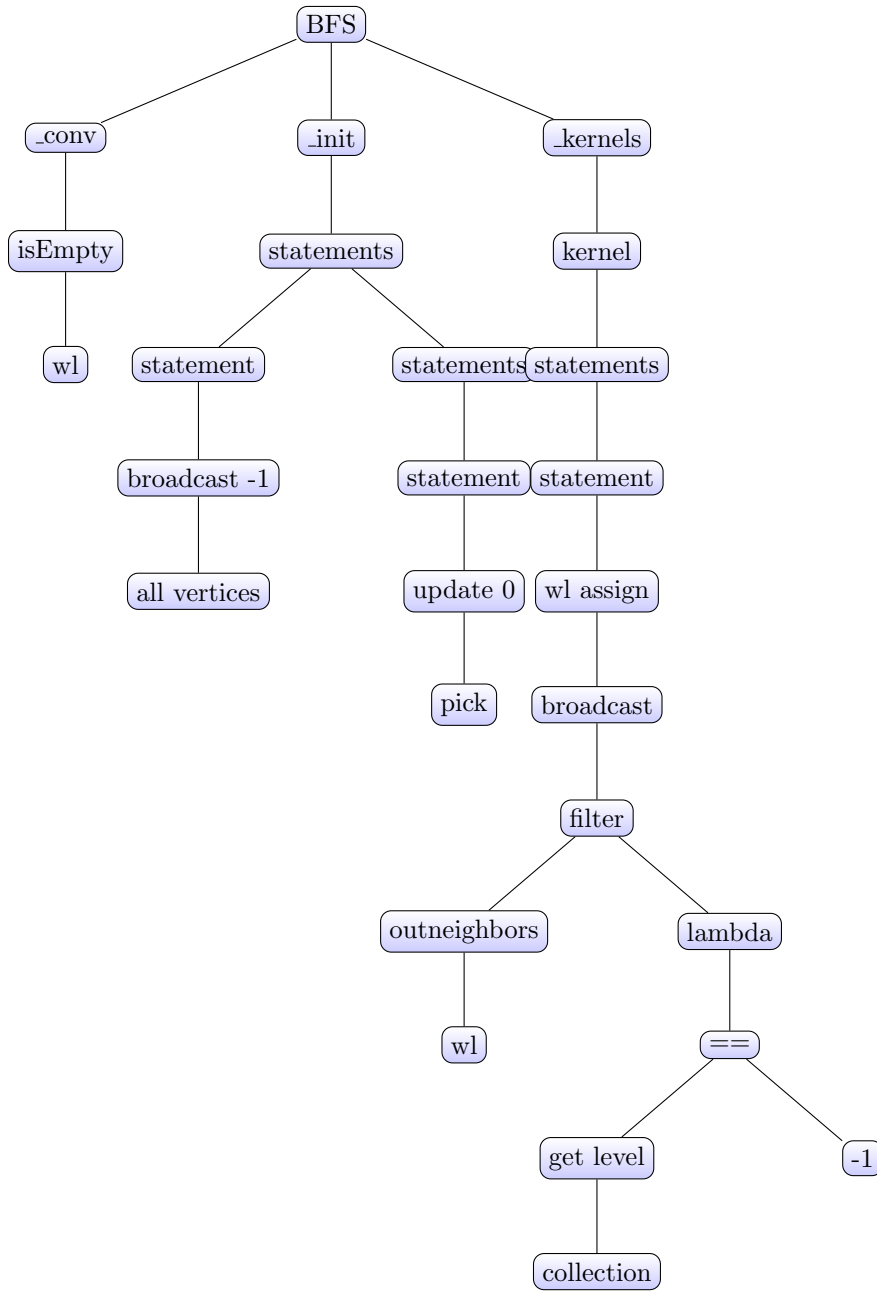 BFS
_conv
_init
_kernels
isEmpty
statements
kernel
wl
statement
statements
statements
broadcast -1
statement
statement
all vertices
update 0
wl assign
pick
broadcast
filter
outneighbors
lambda
wl
==
get level
-1
collection